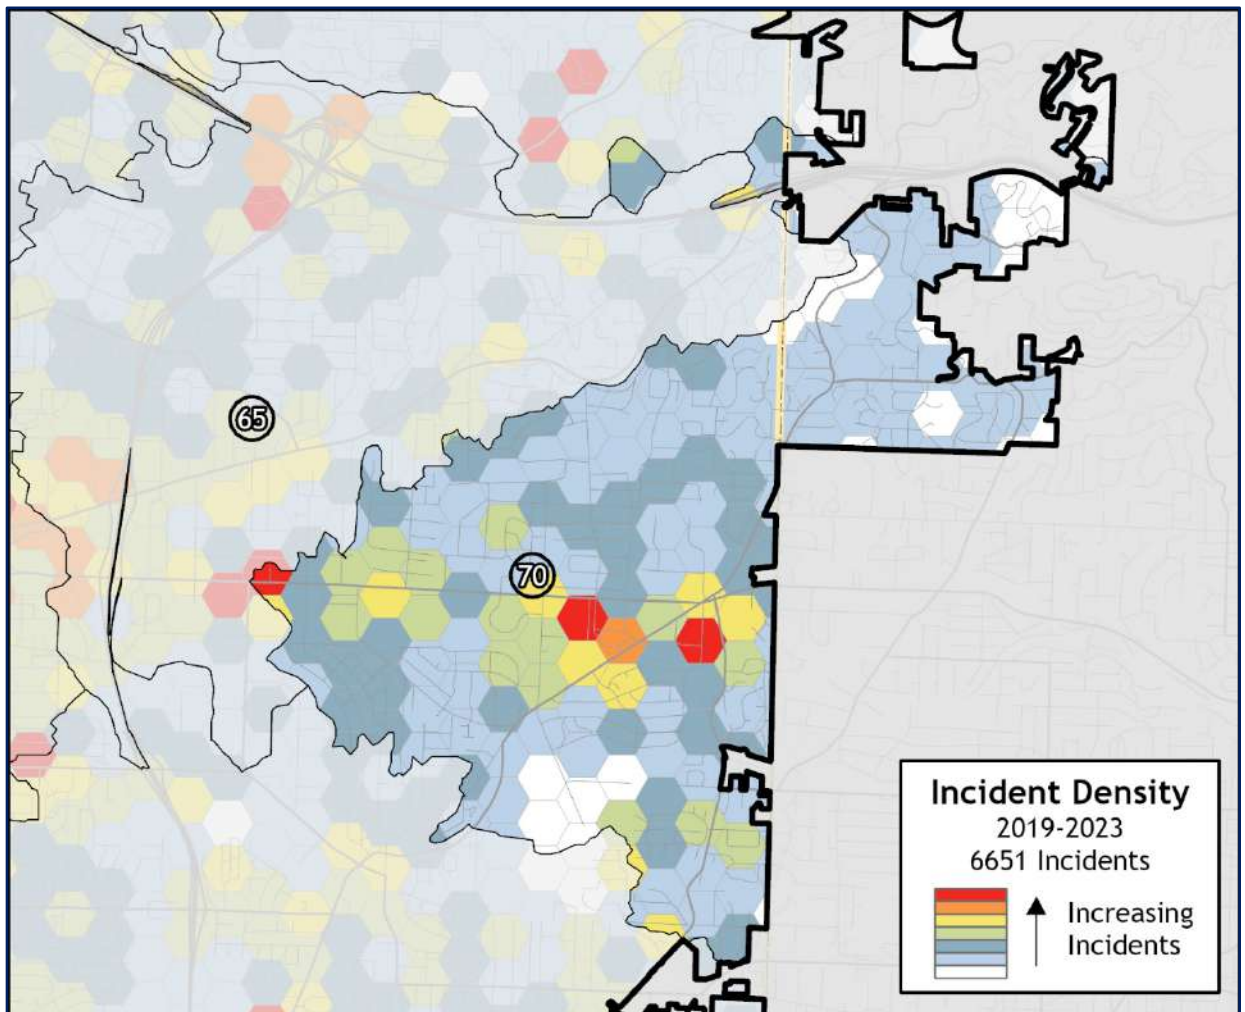 65
70
Incident Density
2019-2023
6651 Incidents
Increasing
Incidents